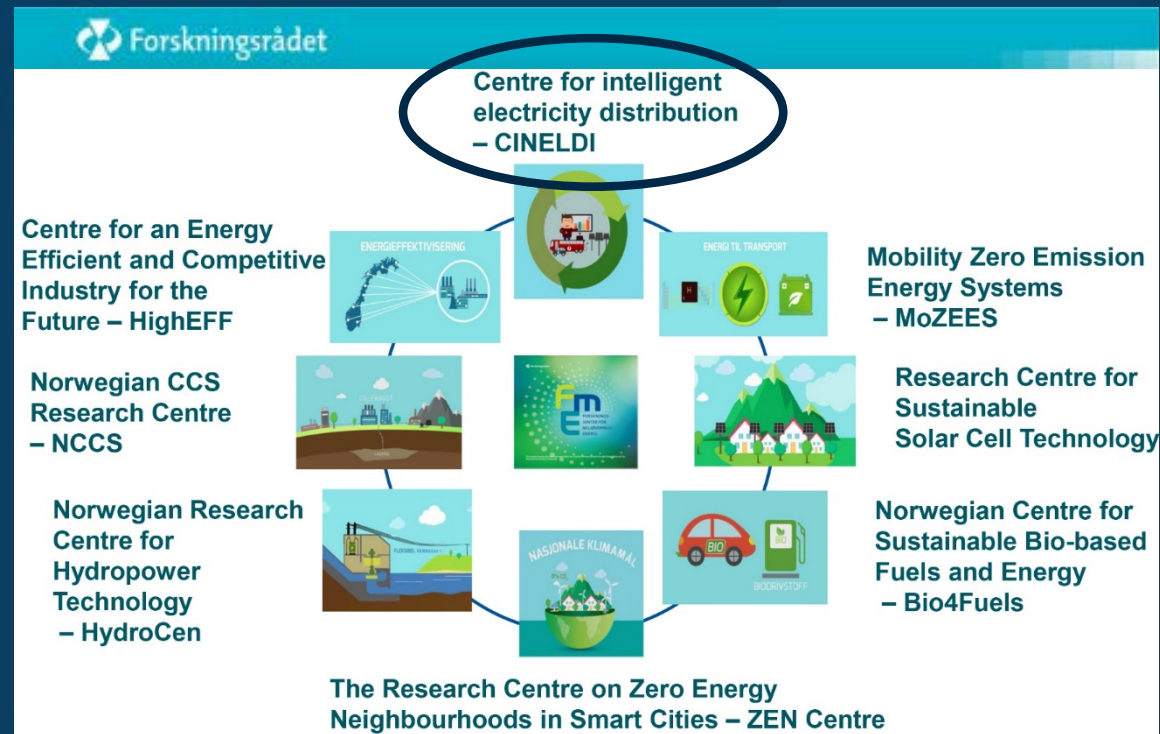 Forskningsrådet
Centre for intelligent
electricity distribution
– CINELDI
Centre for an Energy
Efficient and Competitive
Industry for the
Future – HighEFF
ENERGIEFFEKTIVISERING
ENERGI TIL TRANSPORT
H
Mobility Zero Emission
Energy Systems
– MoZEES
Norwegian CCS
Research Centre
– NCCS
FmE
Research Centre for
Sustainable
Solar Cell Technology
Norwegian Research
Centre for
Hydropower
Technology
– HydroCen
NASJONALE KLIMAMÅL
BIO
BIO
BIODRIVSTOFF
Norwegian Centre for
Sustainable Bio-based
Fuels and Energy
– Bio4Fuels
The Research Centre on Zero Energy
Neighbourhoods in Smart Cities – ZEN Centre